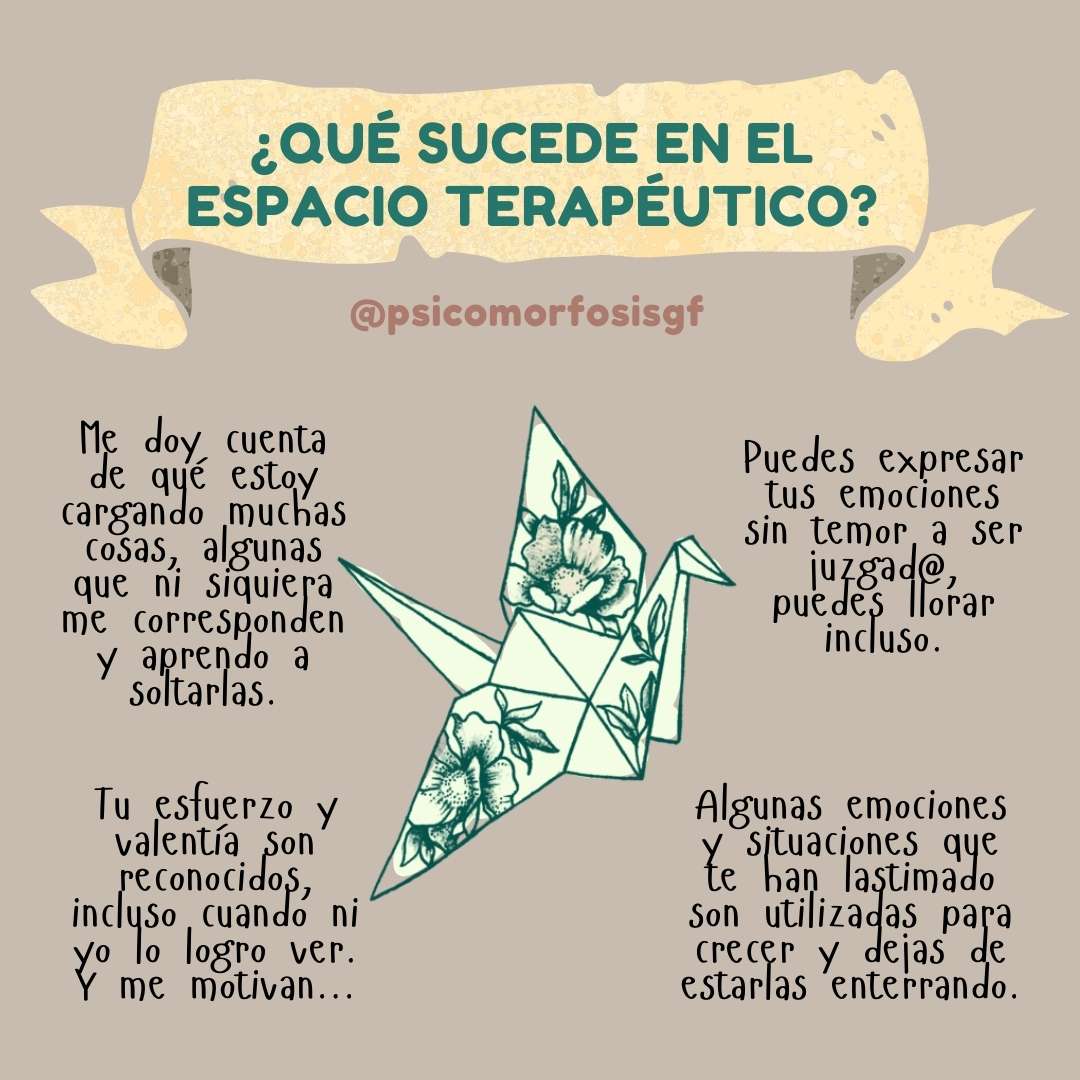 ¿QUÉ SUCEDE EN EL
ESPACIO TERAPÉUTICO?
@psicomorfosisgf
Me doy cuenta
de qué estoy
cargando muchas
cosas, algunas
que ni siquiera
me corresponden
y aprendo a
soltarlas.
Puedes expresar
tus emociones
sin temor a ser
juzgad@,
puedes llorar
incluso.
Tu esfuerzo y
valentía son
reconocidos,
incluso cuando ni
yo lo logro ver.
Y me motivan...
Algunas emociones
y situaciones que
te han lastimado
son utilizadas para
crecer y dejas de
estarlas enterrando.